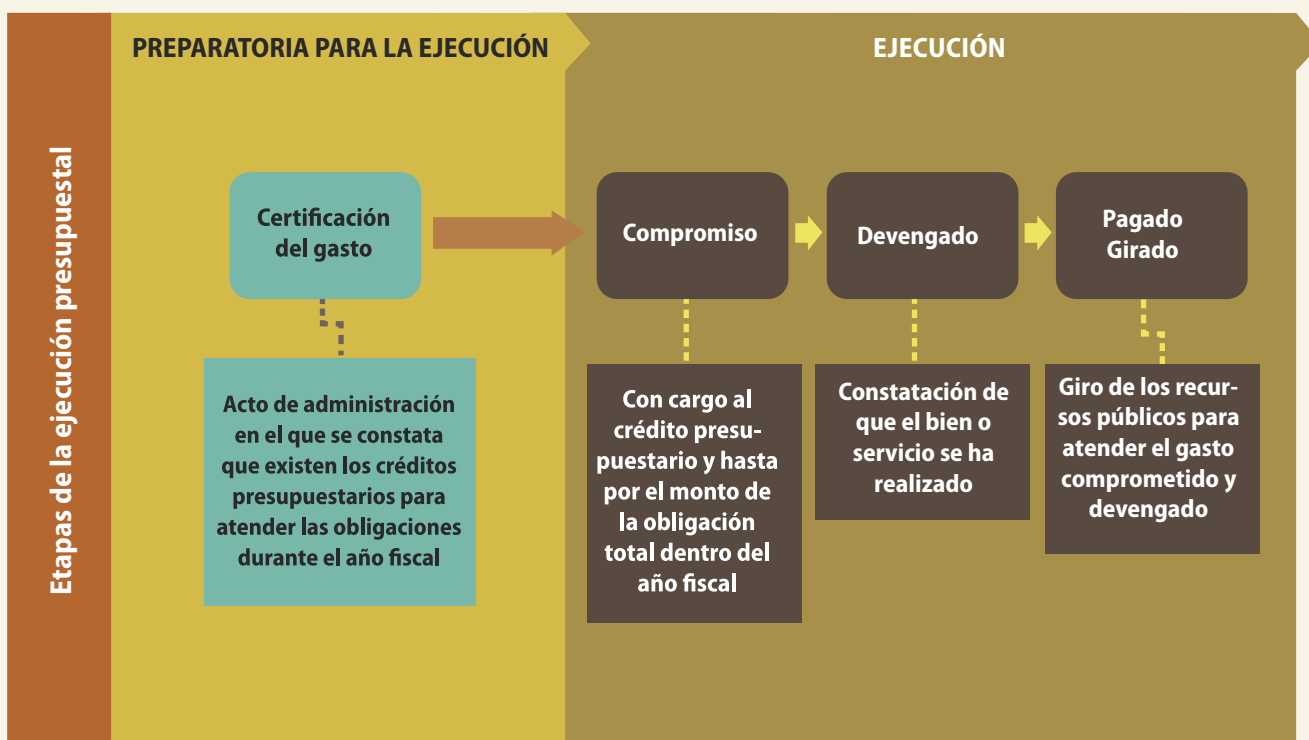 PREPARATORIA PARA LA EJECUCIÓN
EJECUCIÓN
Etapas de la ejecución presupuestal
Certificación
del gasto
Compromiso
Devengado
Pagado
Girado
Acto de administración
en el que se constata
que existen los créditos
presupuestarios para
atender las obligaciones
durante el año fiscal
Con cargo al
crédito presu-
puestario y hasta
por el monto de
la obligación
total dentro del
año fiscal
Constatación de
que el bien o
servicio se ha
realizado
Giro de los recur-
sos públicos para
atender el gasto
comprometido y
devengado